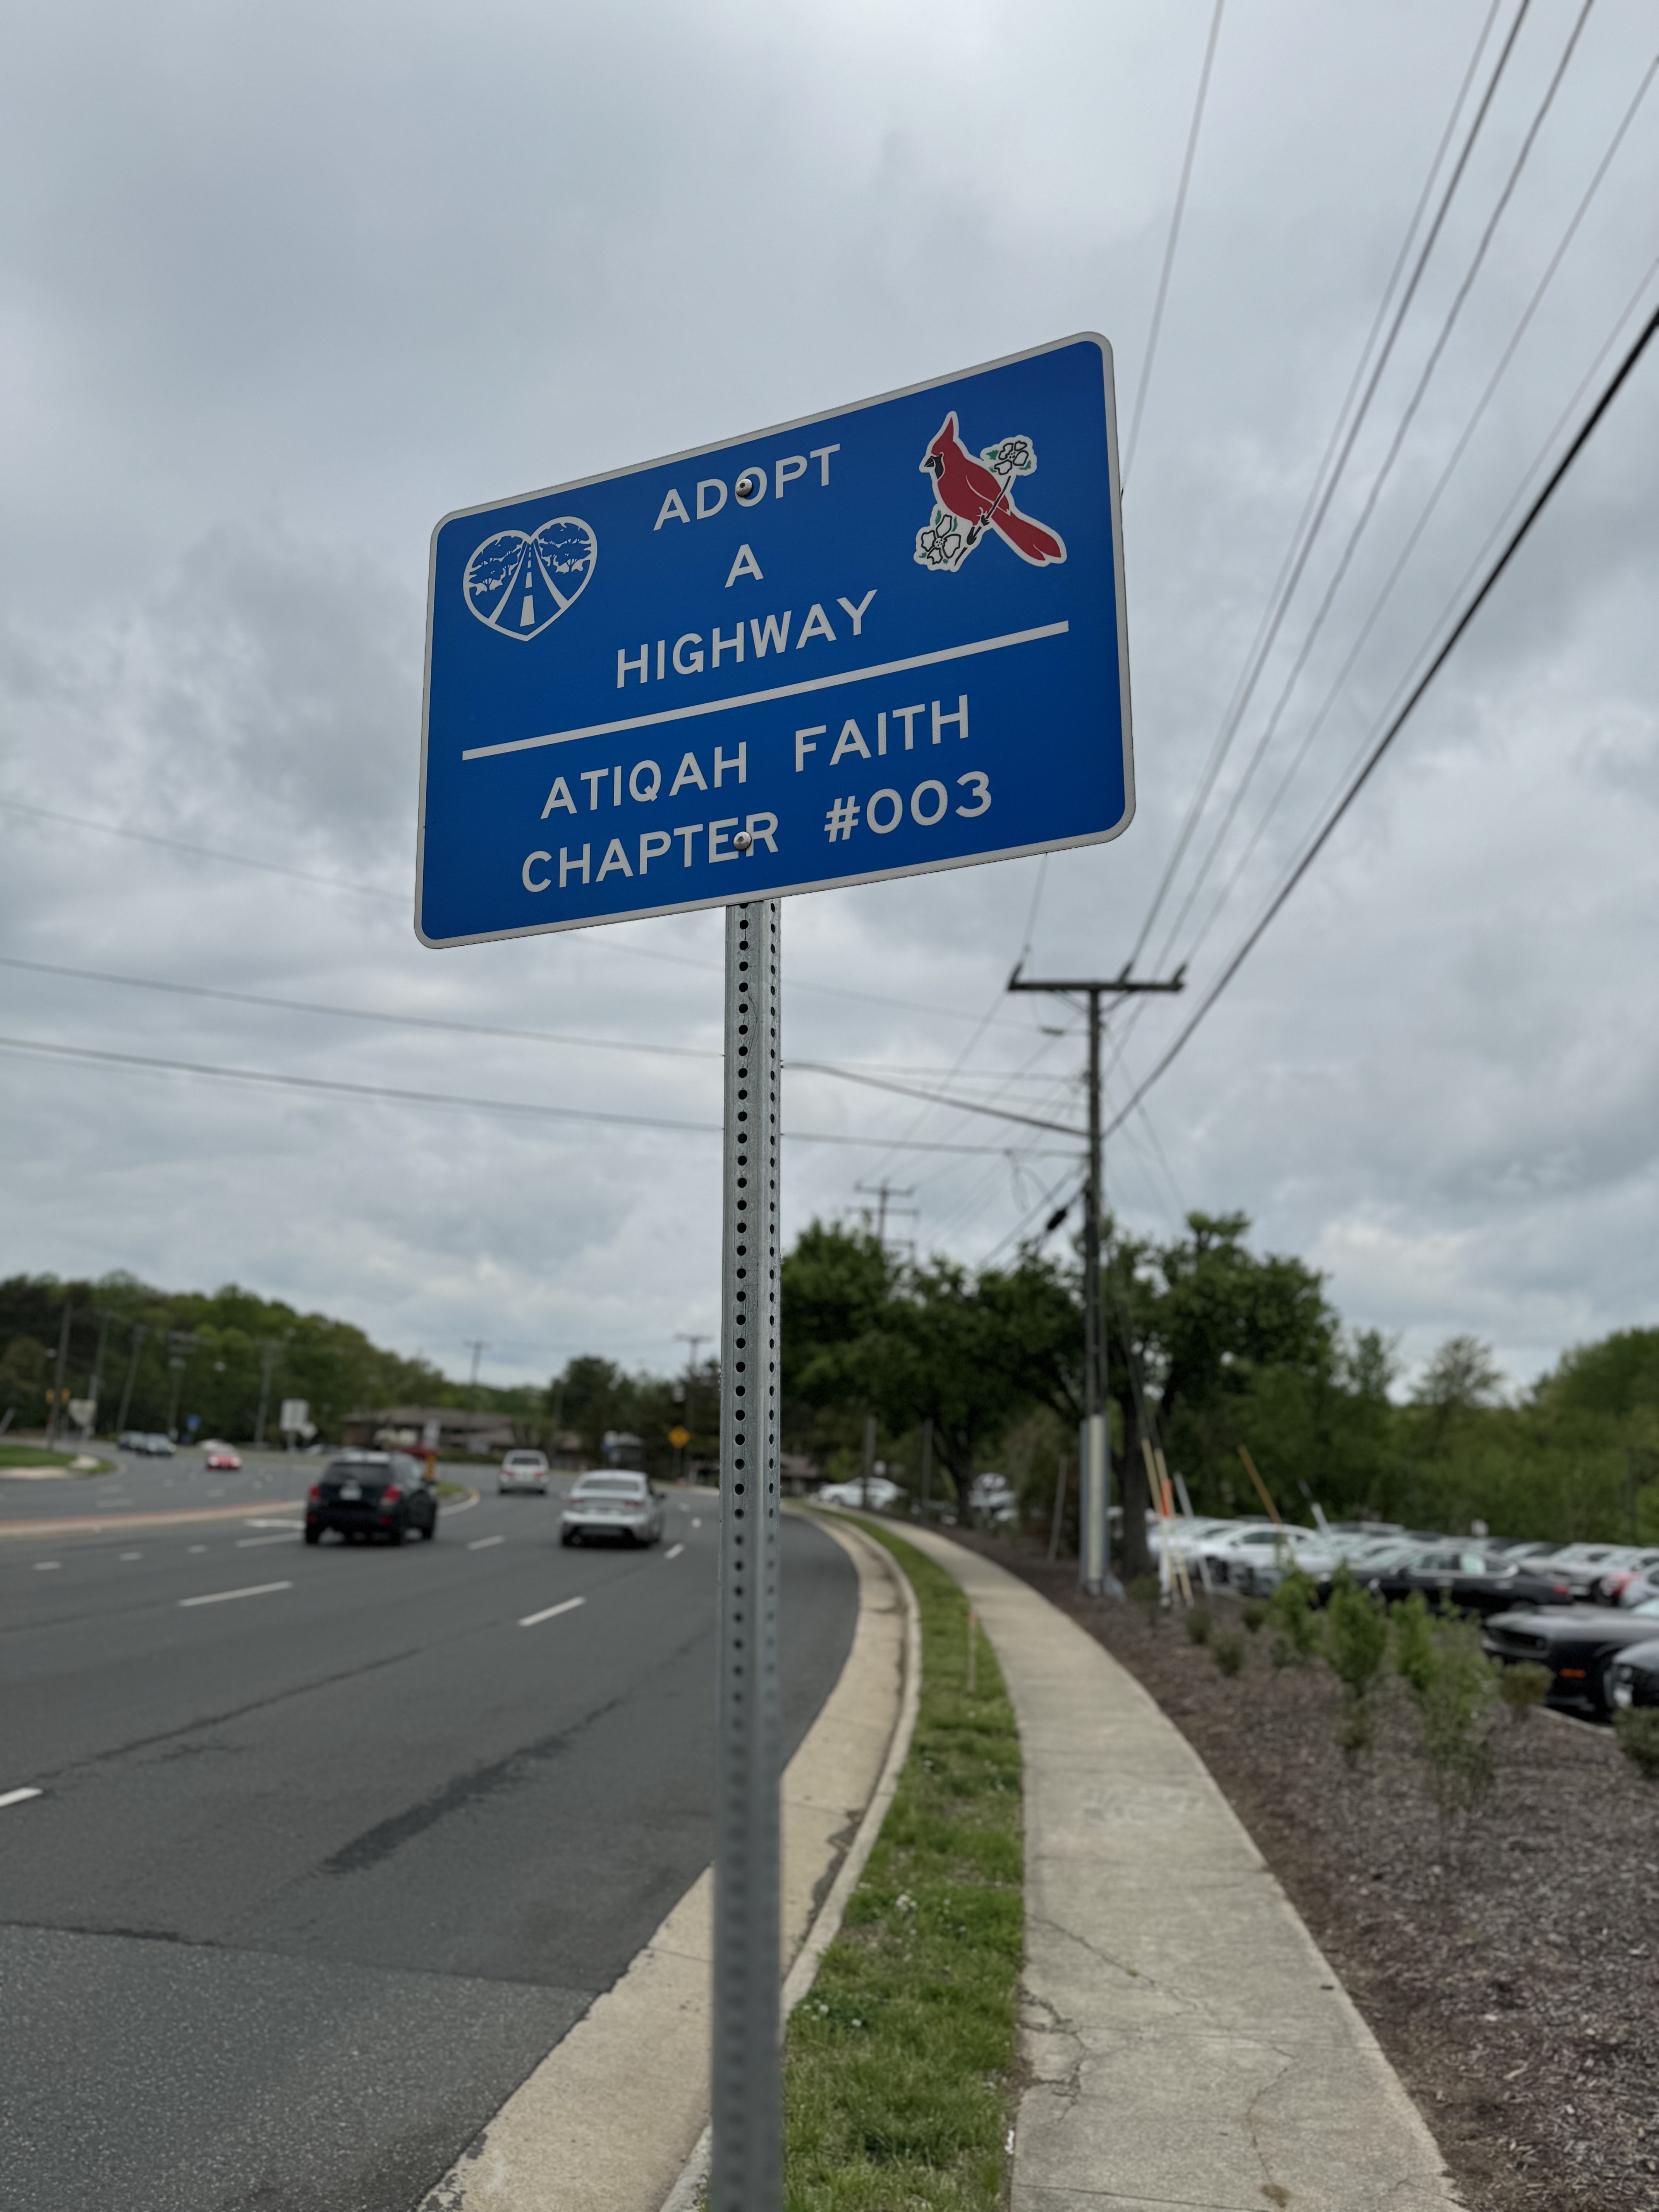 ADOPT
A
HIGHWAY
ATIQAH FAITH
CHAPTER #003